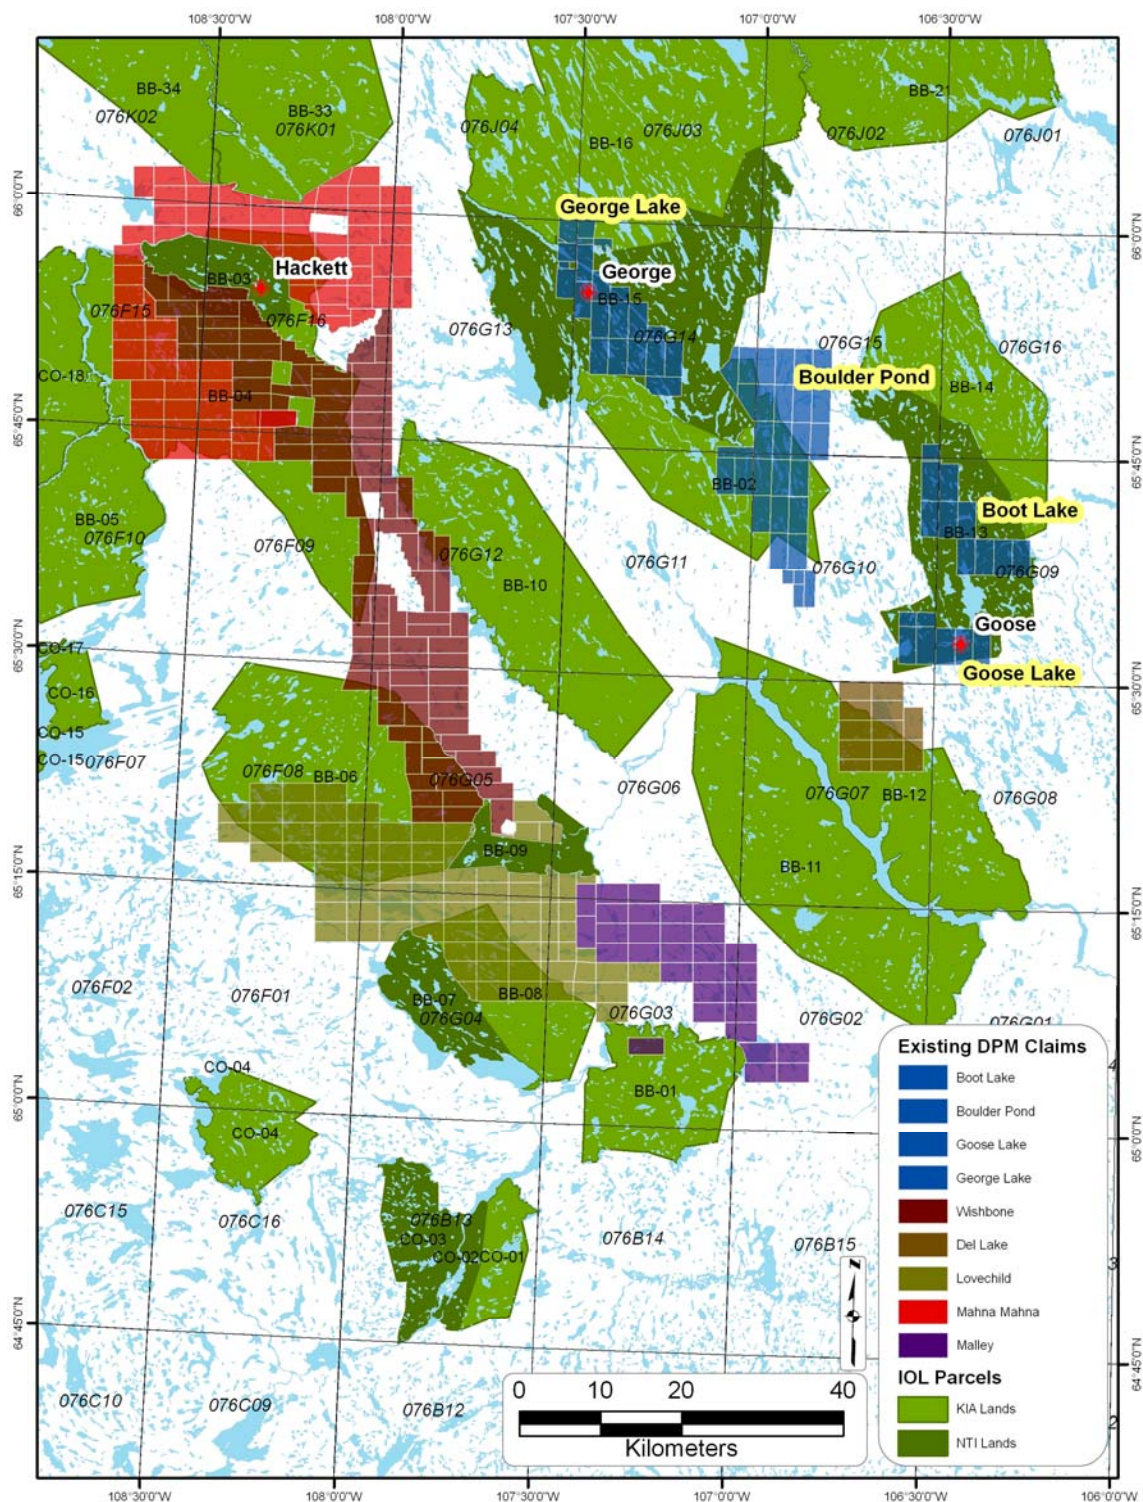 108°30'0"W 108°0'0"W 107°30'0"W 107°0'0"W 106°30'0"W
BB-34
076K02
BB-33
076K01
076J04
BB-16
076J03
BB-21
076J02
076J01
66°0'0"N
66°0'0"N
George Lake
Hackett
BB-03
George
BB-15
076F15
076F16
076G13
076G14
076G15
076G16
Boulder Pond
BB-14
CO-18
BB-04
65°45'0"N
65°45'0"N
BB-02
Boot Lake
BB-13
BB-05
076F10
076F09
076G12
BB-10
076G11
076G10
076G09
Goose
65°30'0"N
CO-17
Goose Lake
65°30'0"N
CO-16
CO-15
CO-15
076F07
076F08
BB-06
076G05
076G06
076G07
BB-12
076G08
BB-09
BB-11
65°15'0"N
65°15'0"N
076F02
076F01
BB-07
076G04
BB-08
076G03
076G02
076G01
CO-04
BB-01
65°0'0"N
CO-04
65°0'0"N
076C15
076C16
076B13
CO-03
CO-02
CO-01
076B14
076B15
64°45'0"N
64°45'0"N
076C10
076C09
076B12
Z
0 10 20 40
Kilometers
Existing DPM Claims
Boot Lake
Boulder Pond
Goose Lake
George Lake
Wishbone
Del Lake
Lovechild
Mahna Mahna
Malley
IOL Parcels
KIA Lands
NTI Lands
4
3
2
108°30'0"W 108°0'0"W 107°30'0"W 107°0'0"W 106°30'0"W 106°0'0"W